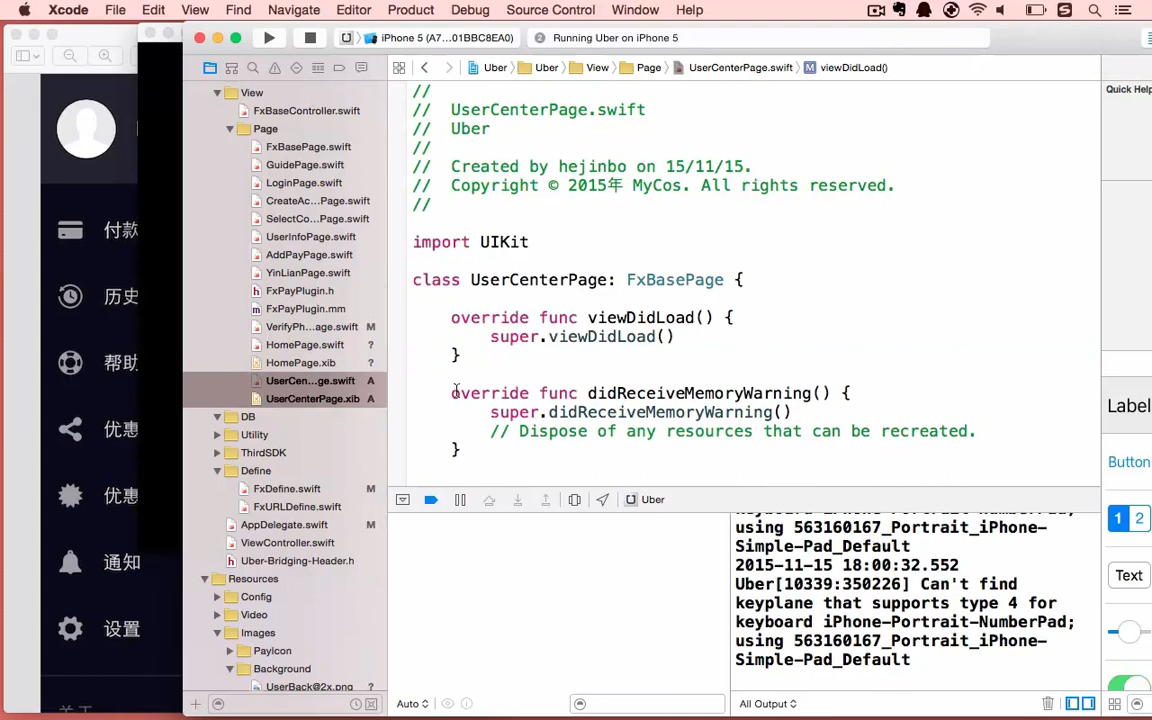 Xcode File Edit View Find Navigate Editor Product Debug Source Control Window Help
iPhone 5 (A7...01BBC8EA0)
2 Running Uber on iPhone 5
Uber Uber View Page UserCenterPage.swift M viewDidLoad()
付款
历史
帮助
优惠
优惠
通知
设置
View
FxBaseController.swift
Page
FxBasePage.swift
GuidePage.swift
LoginPage.swift
CreateAc...Page.swift
SelectCo...Page.swift
UserInfoPage.swift
AddPayPage.swift
YinLianPage.swift
h FxPayPlugin.h
m FxPayPlugin.mm
VerifyPh...age.swift M
HomePage.swift ?
HomePage.xib ?
UserCen...ge.swift A
UserCenterPage.xib A
DB
Utility
ThirdSDK
Define
FxDefine.swift M
FxURLDefine.swift
AppDelegate.swift M
ViewController.swift
h Uber-Bridging-Header.h
Resources
Config
Video
Images
PayIcon
Background
UserBack@2x.png ?
//
// UserCenterPage.swift
// Uber
//
// Created by hejinbo on 15/11/15.
// Copyright © 2015年 MyCos. All rights reserved.
//
import UIKit
class UserCenterPage: FxBasePage {
override func viewDidLoad() {
super.viewDidLoad()
}
override func didReceiveMemoryWarning() {
super.didReceiveMemoryWarning()
// Dispose of any resources that can be recreated.
}
Uber
using 563160167_Portrait_iPhone-
Simple-Pad_Default
2015-11-15 18:00:32.552
Uber[10339:350226] Can't find
keyplane that supports type 4 for
keyboard iPhone-Portrait-NumberPad;
using 563160167_Portrait_iPhone-
Simple-Pad_Default
Auto
All Output
Quick Help
Label
Button
1 2
Text